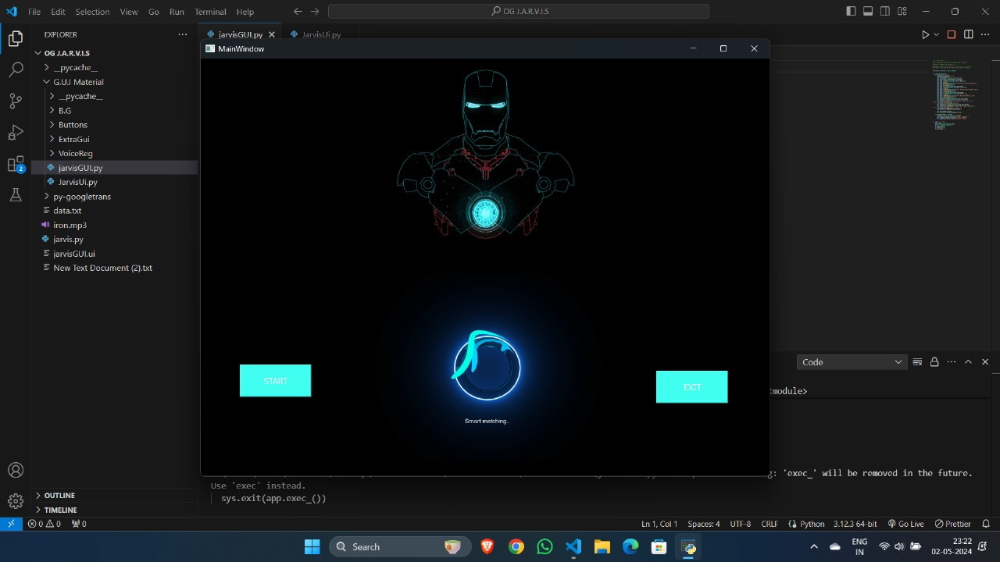 File Edit Selection View Go Run Terminal Help
OG J.A.R.V.I.S
EXPLORER
jarvisGUI.py
JarvisUi.py
OG J.A.R.V.I.S
__pycache__
G.U.I Material
__pycache__
B.G
Buttons
ExtraGui
VoiceReg
jarvisGUI.py
JarvisUi.py
py-googletrans
data.txt
iron.mp3
jarvis.py
jarvisGUI.ui
New Text Document (2).txt
2
MainWindow
START
EXIT
Smart matching..
Code
<module>
g: 'exec_' will be removed in the future.
Use 'exec' instead.
sys.exit(app.exec_())
OUTLINE
TIMELINE
0 0 0
Ln 1, Col 1 Spaces: 4 UTF-8 CRLF Python 3.12.3 64-bit Go Live Prettier
Search
ENG
IN
23:22
02-05-2024